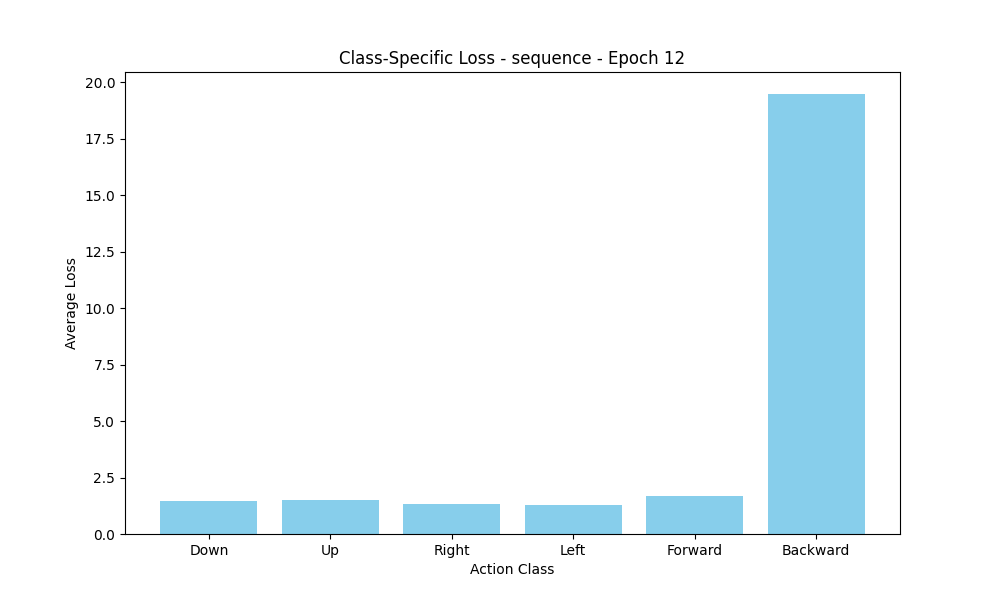 Class-Specific Loss - sequence - Epoch 12
20.0
17.5
15.0
12.5
10.0
7.5
5.0
2.5
0.0
Average Loss
Down Up Right Left Forward Backward
Action Class